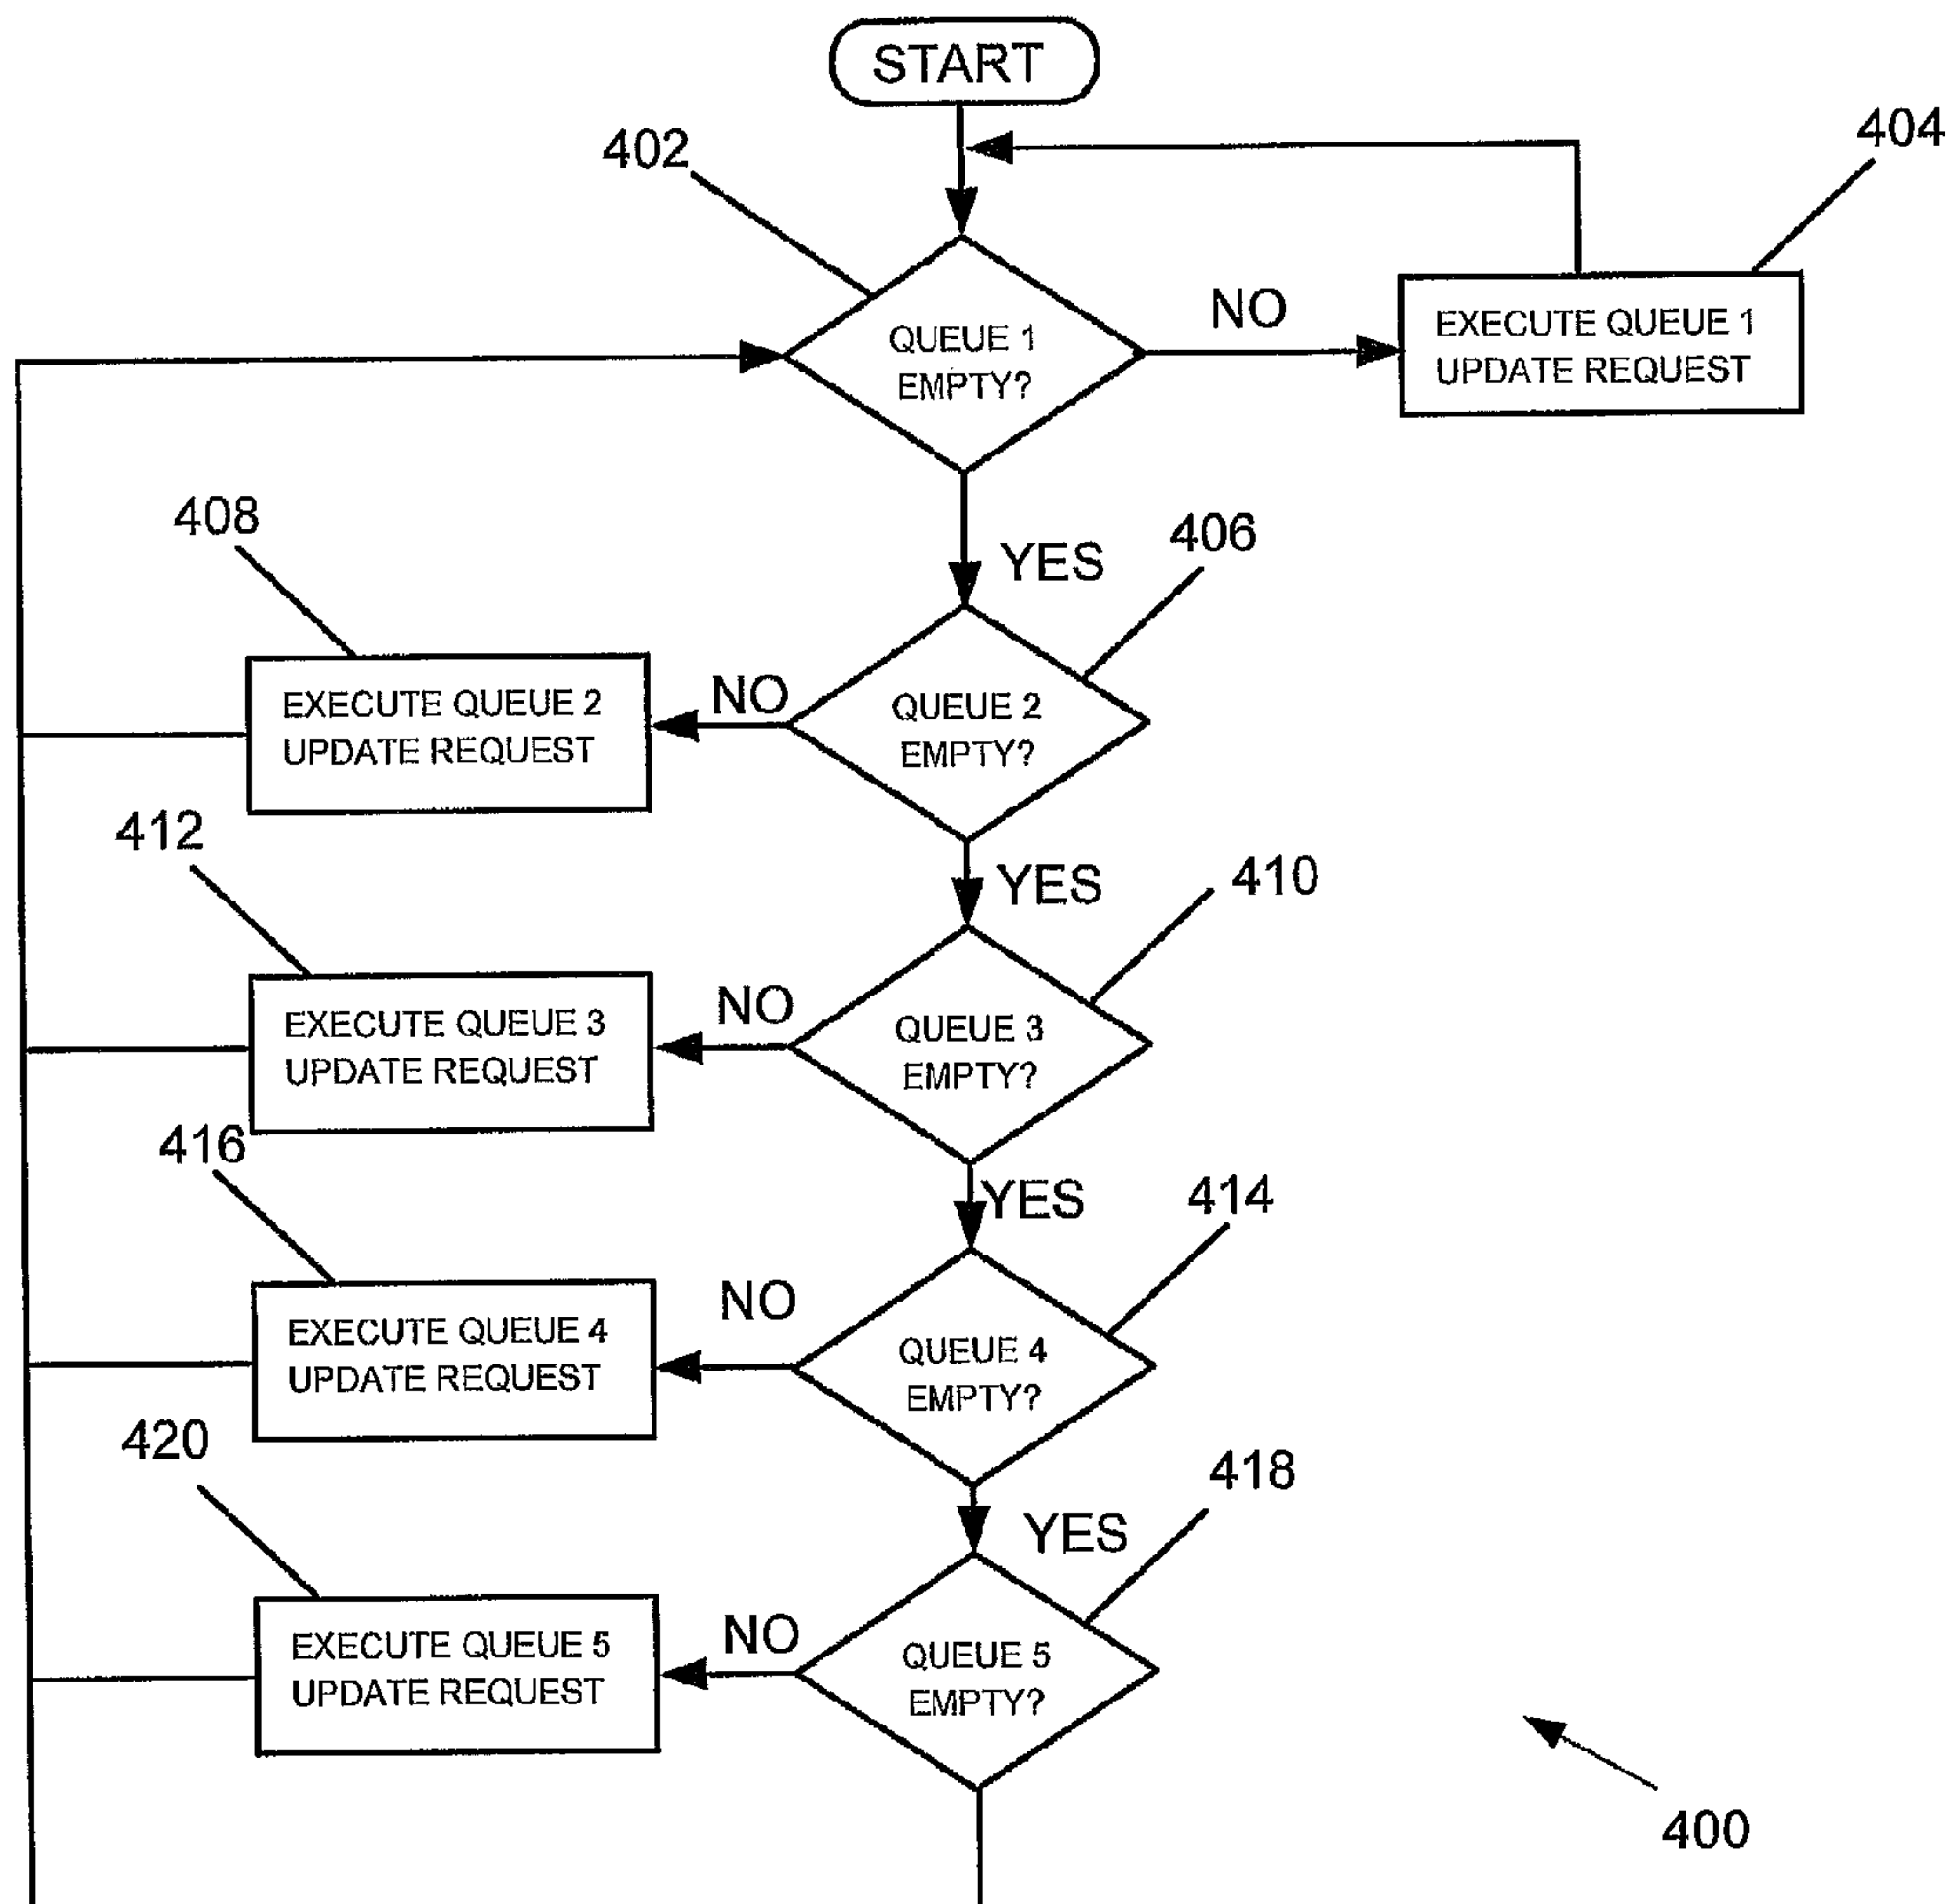 START
402
404
QUEUE 1
EMPTY?
NO
EXECUTE QUEUE 1
UPDATE REQUEST
YES
408
406
EXECUTE QUEUE 2
UPDATE REQUEST
NO
QUEUE 2
EMPTY?
412
YES
410
EXECUTE QUEUE 3
UPDATE REQUEST
NO
QUEUE 3
EMPTY?
416
YES
414
EXECUTE QUEUE 4
UPDATE REQUEST
NO
QUEUE 4
EMPTY?
420
YES
418
EXECUTE QUEUE 5
UPDATE REQUEST
NO
QUEUE 5
EMPTY?
400